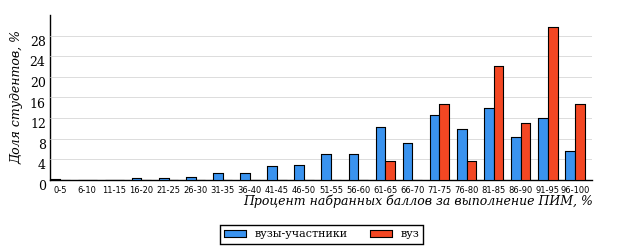 Доля студентов, %
28
24
20
16
12
8
4
0
0-5 6-10 11-15 16-20 21-25 26-30 31-35 36-40 41-45 46-50 51-55 56-60 61-65 66-70 71-75 76-80 81-85 86-90 91-95 96-100
Процент набранных баллов за выполнение ПИМ, %
вузы-участники вуз